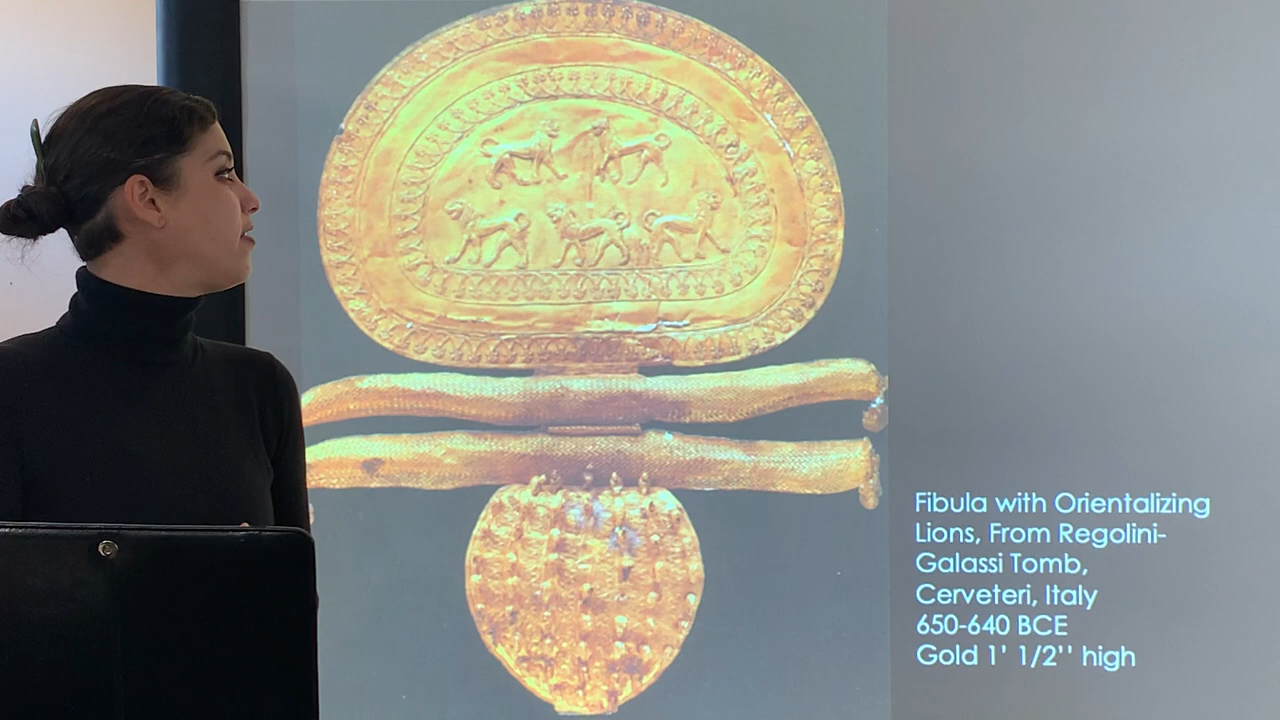 Fibula with Orientalizing
Lions, From Regolini-
Galassi Tomb,
Cerveteri, Italy
650-640 BCE
Gold 1' 1/2'' high